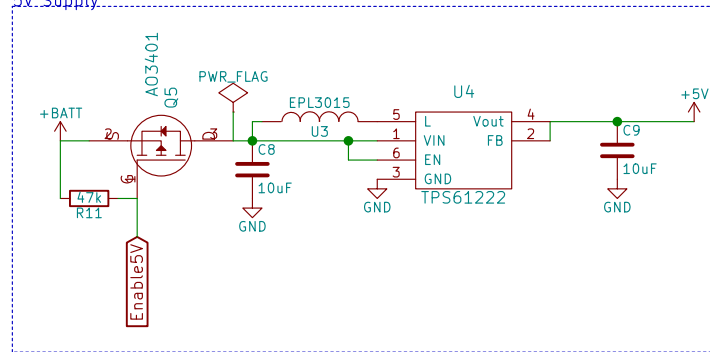 5V Supply
AO3401
Q5
PWR_FLAG
+BATT
2
S
D
3
G
1
47k
R11
Enable5V
C8
10uF
GND
EPL3015
U3
U4
5
L
Vout
4
1
VIN
FB
2
6
EN
3
GND
TPS61222
GND
+5V
C9
10uF
GND